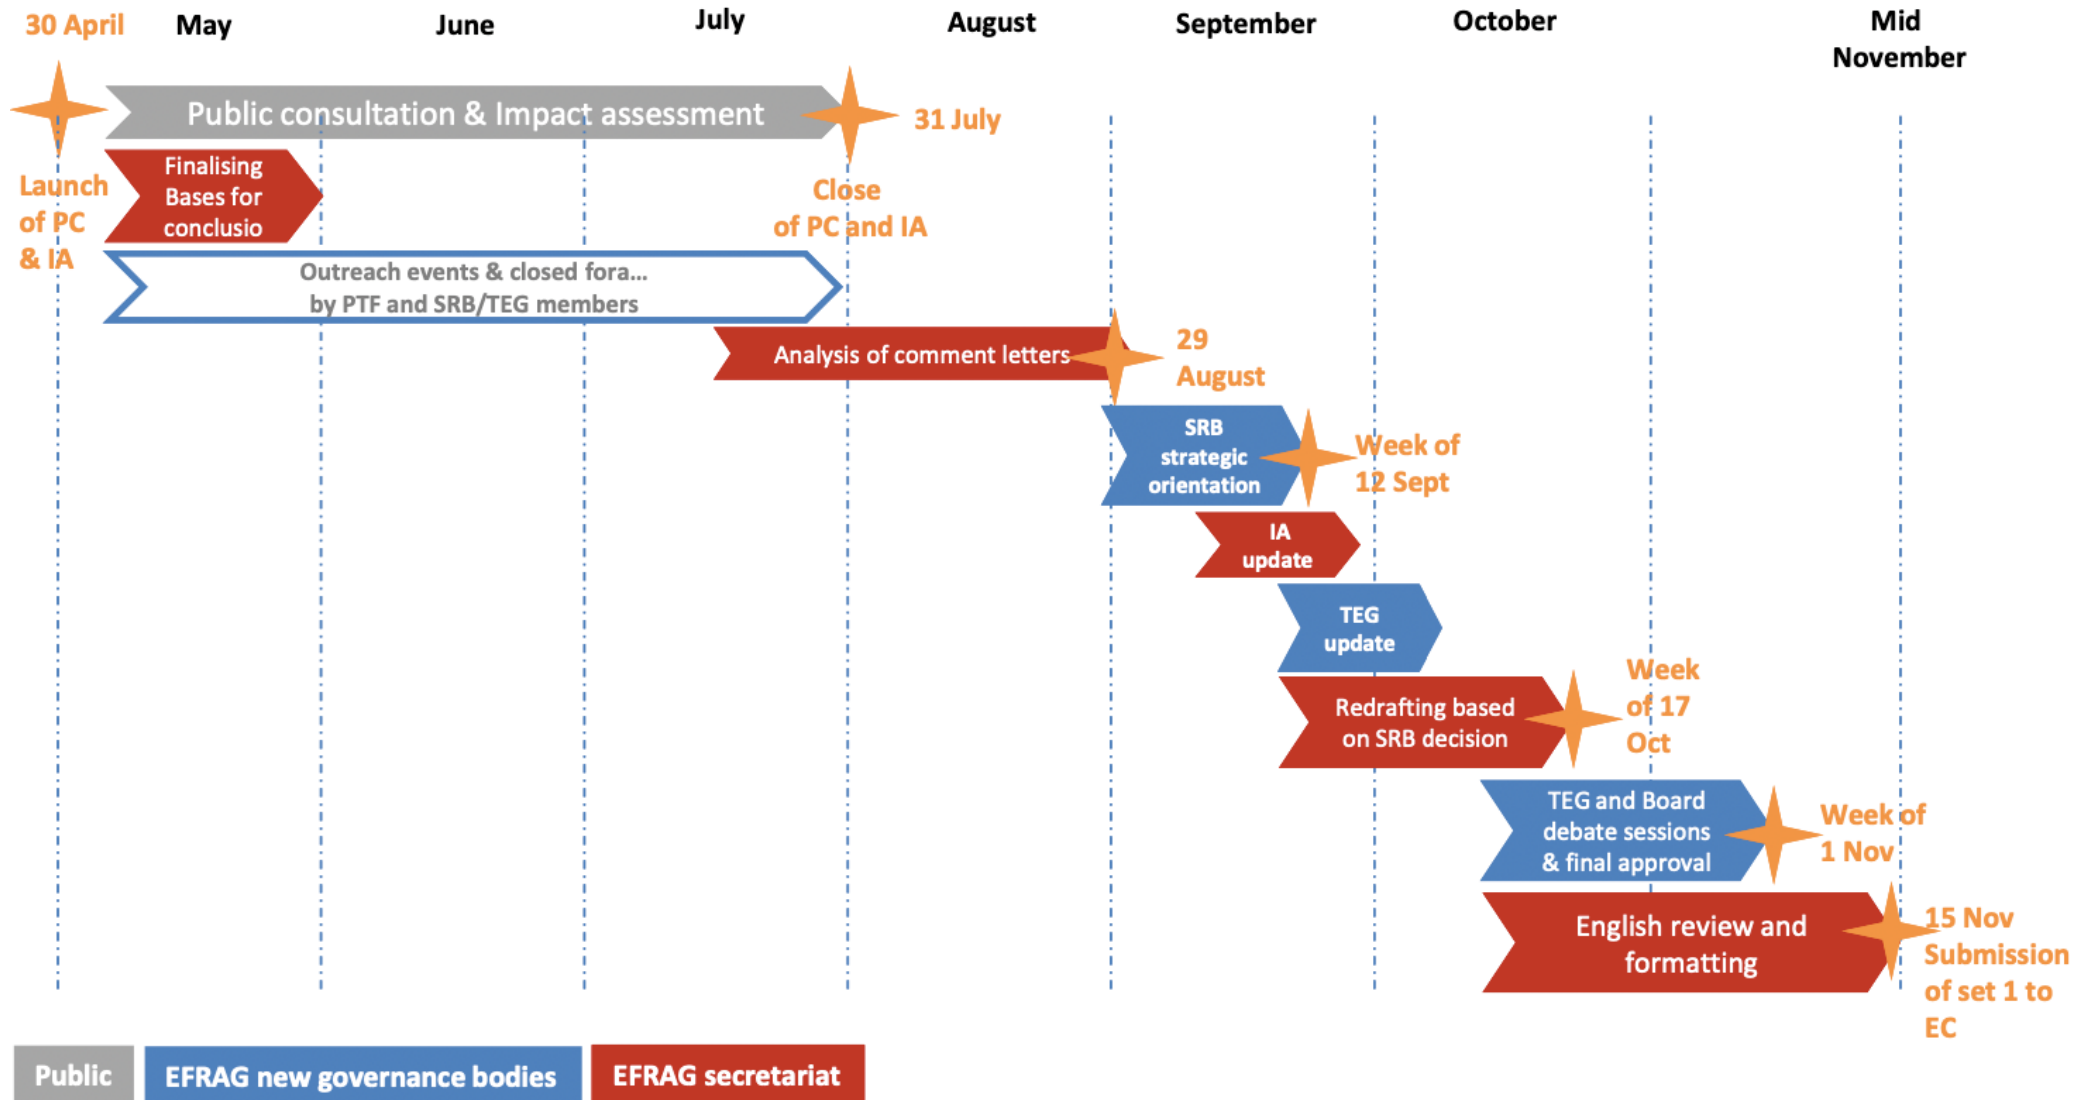 30 April
May
June
July
August
September
October
Mid
November
Public consultation & Impact assessment
31 July
Launch
of PC
& IA
Finalising
Bases for
conclusio
Close
of PC and IA
Outreach events & closed fora...
by PTF and SRB/TEG members
Analysis of comment letters
29
August
SRB
strategic
orientation
Week of
12 Sept
IA
update
TEG
update
Redrafting based
on SRB decision
Week
of 17
Oct
TEG and Board
debate sessions
& final approval
Week of
1 Nov
English review and
formatting
15 Nov
Submission
of set 1 to
EC
Public
EFRAG new governance bodies
EFRAG secretariat